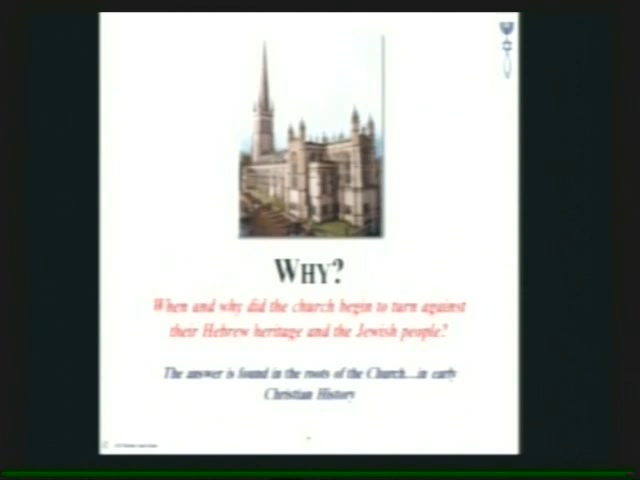 WHY?
When and why did the church begin to turn against
their Hebrew heritage and the Jewish people?
The answer is found in the roots of the Church...in early
Christian History